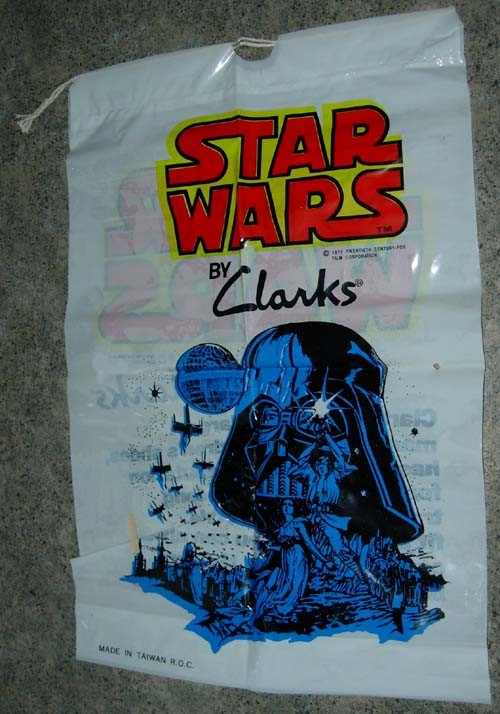 STAR
WARS TM
© 1977 TWENTIETH CENTURY-FOX
FILM CORPORATION
BY
Clarks®
MADE IN TAIWAN R.O.C.